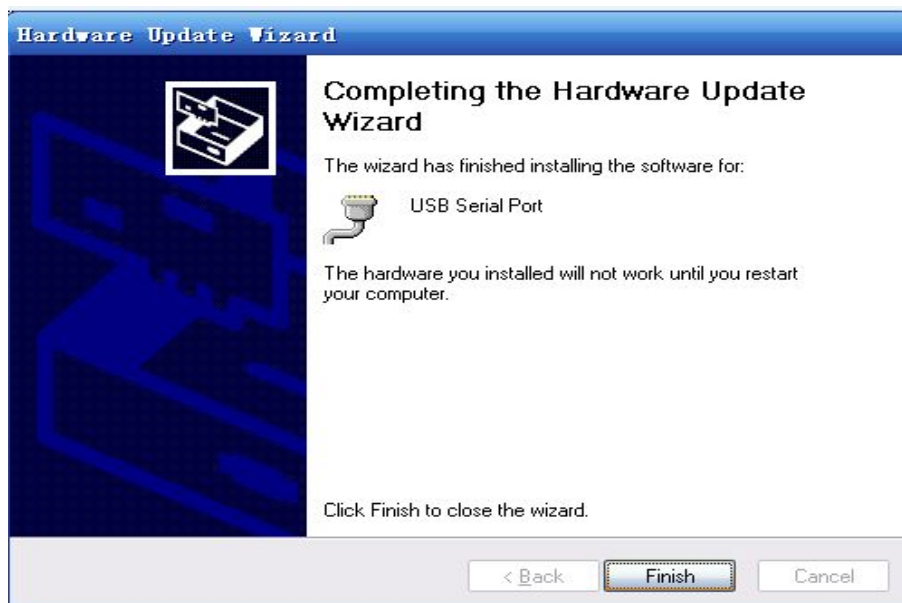 Hardware Update Wizard
Completing the Hardware Update
Wizard
The wizard has finished installing the software for:
USB Serial Port
The hardware you installed will not work until you restart
your computer.
Click Finish to close the wizard.
< Back
Finish
Cancel